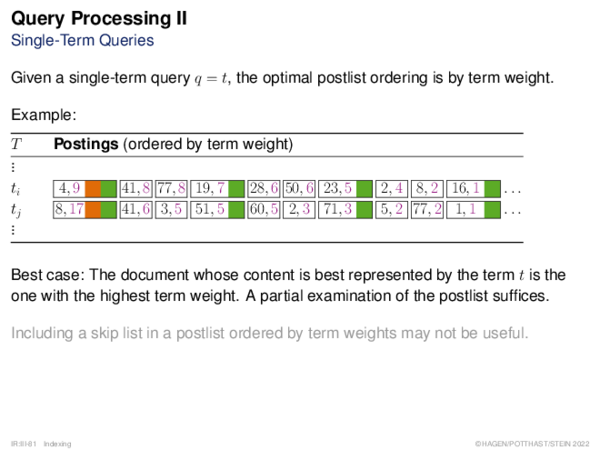 Query Processing II
Single-Term Queries
Given a single-term query q = t, the optimal postlist ordering is by term weight.
Example:
T Postings (ordered by term weight)
⋮
t_i 4, 9 41, 8 77, 8 19, 7 28, 6 50, 6 23, 5 2, 4 8, 2 16, 1 ...
t_j 8, 17 41, 6 3, 5 51, 5 60, 5 2, 3 71, 3 5, 2 77, 2 1, 1 ...
⋮
Best case: The document whose content is best represented by the term t is the
one with the highest term weight. A partial examination of the postlist suffices.
Including a skip list in a postlist ordered by term weights may not be useful.
IR:III-81 Indexing ©HAGEN/POTTHAST/STEIN 2022